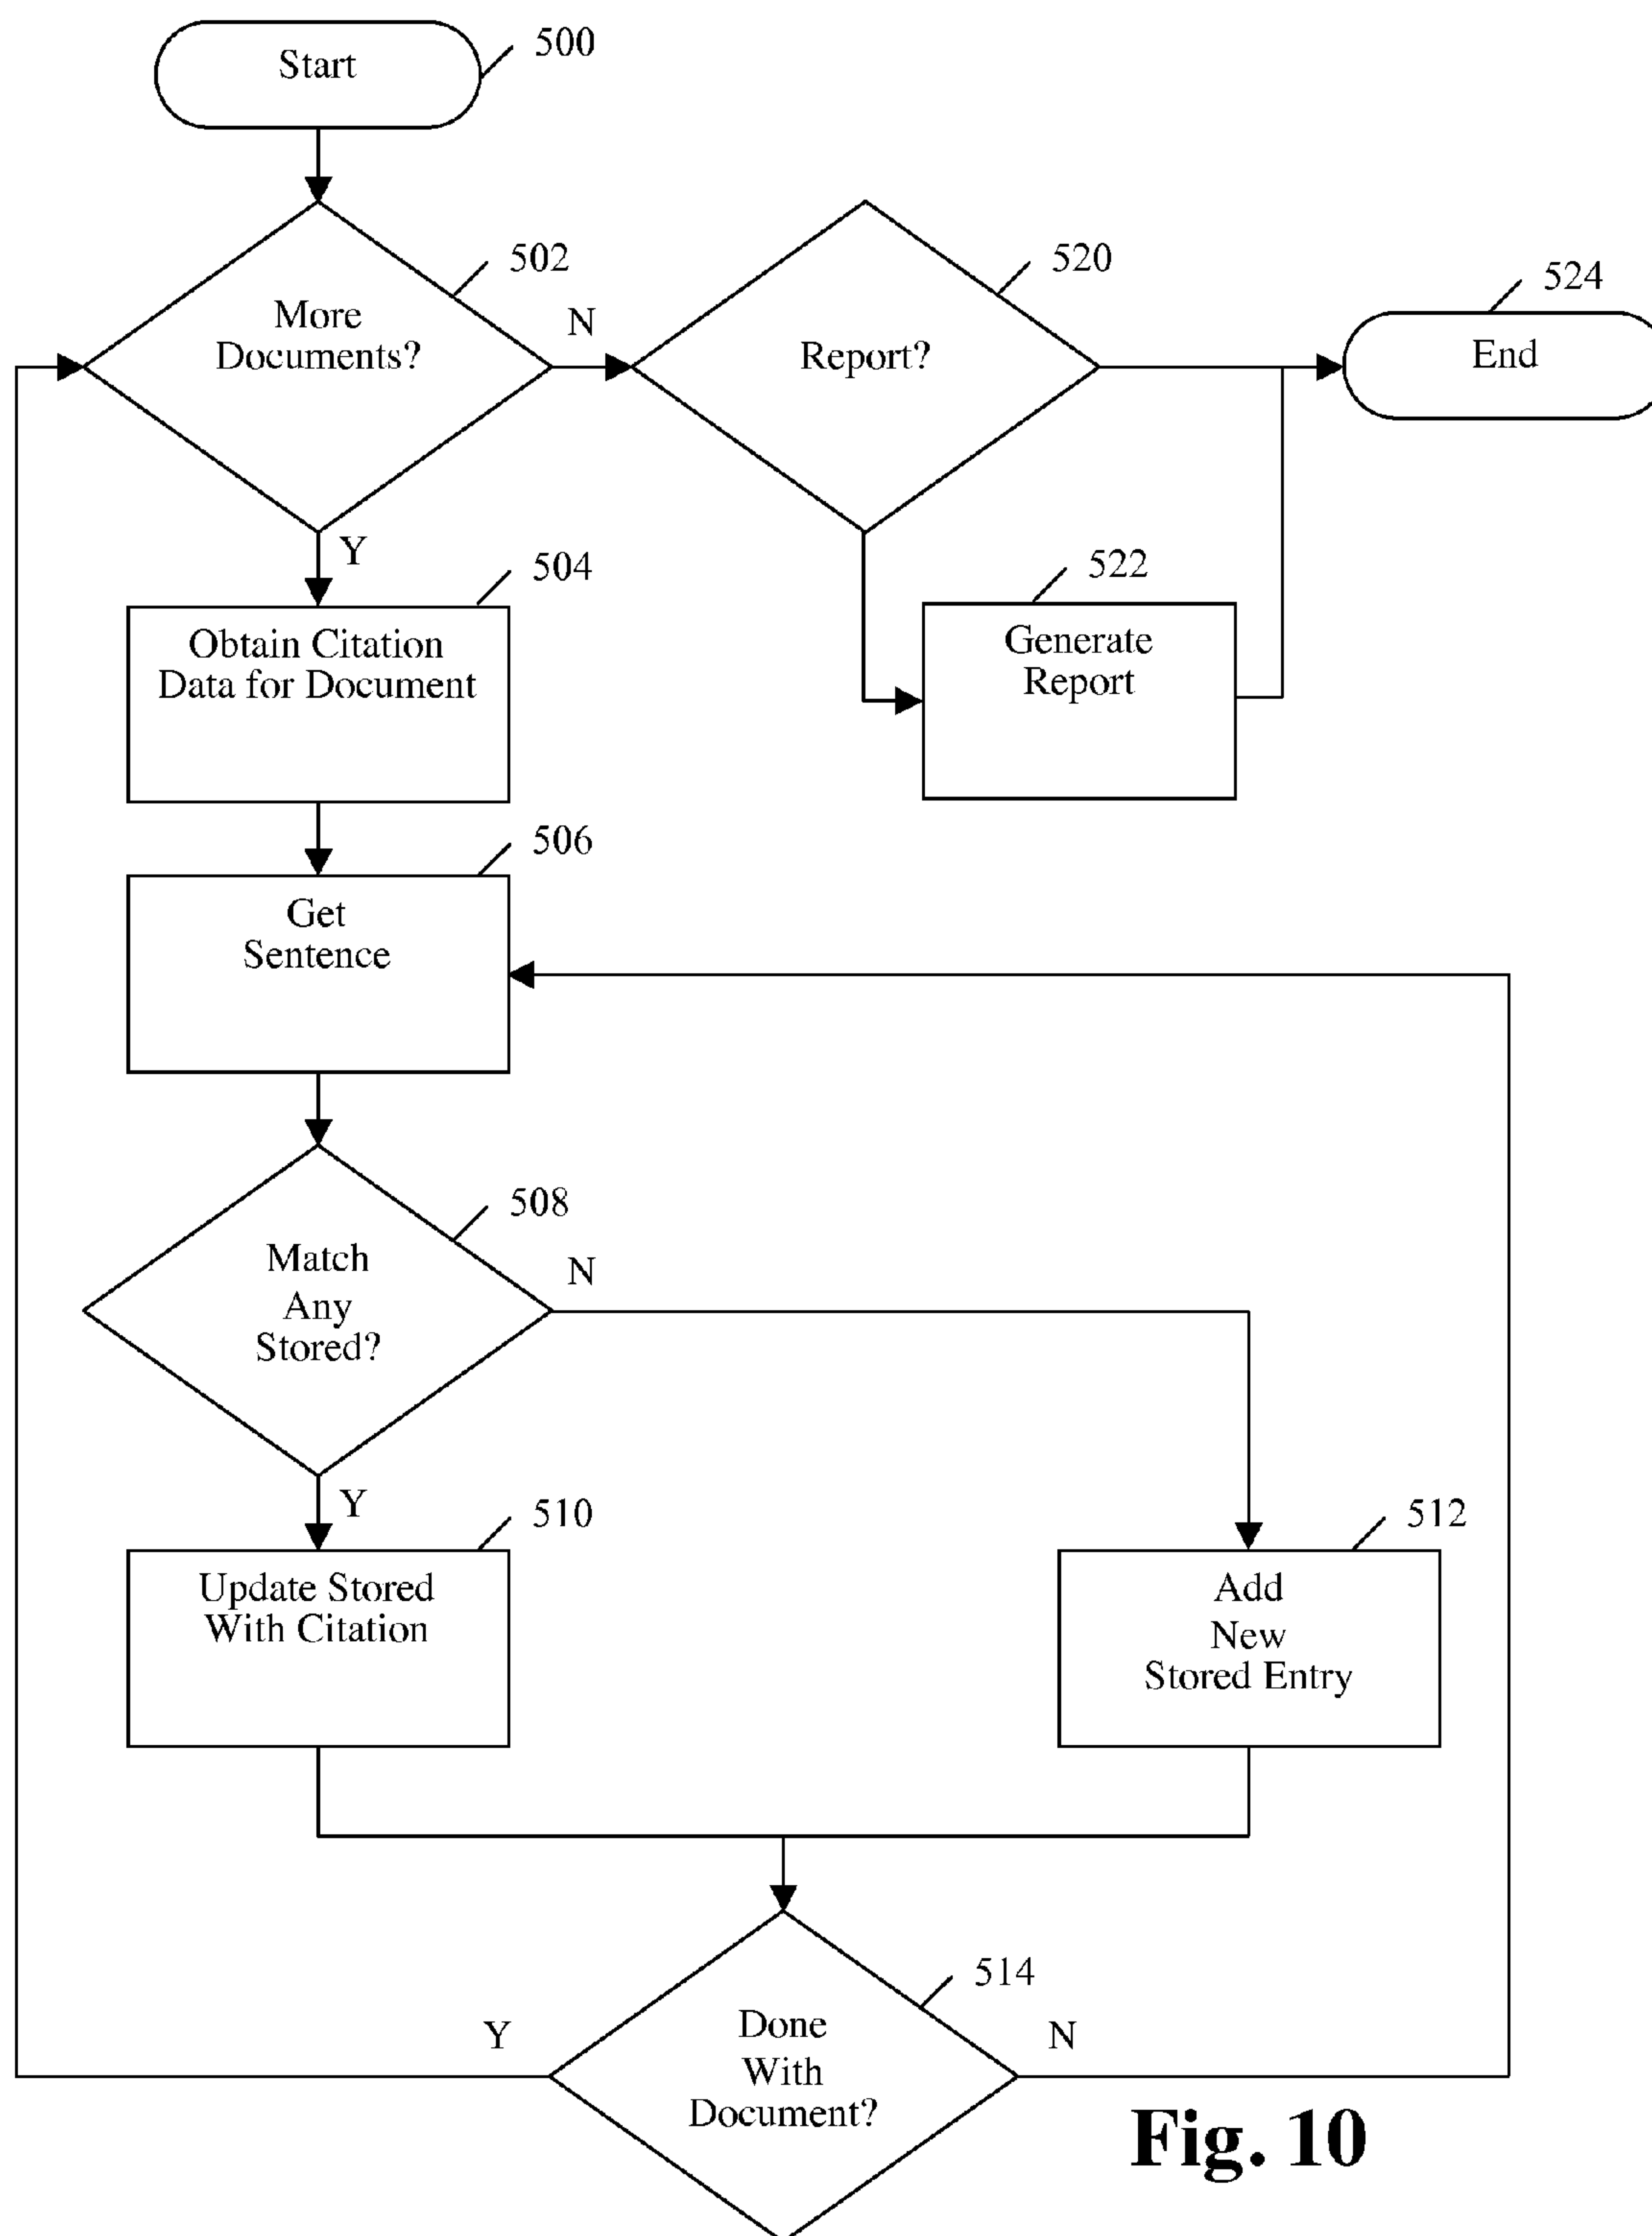 Start
500
More
Documents?
502
N
Report?
520
End
524
Y
Obtain Citation
Data for Document
504
Generate
Report
522
Get
Sentence
506
Match
Any
Stored?
508
N
Y
Update Stored
With Citation
510
Add
New
Stored Entry
512
Done
With
Document?
514
Y
N
Fig. 10